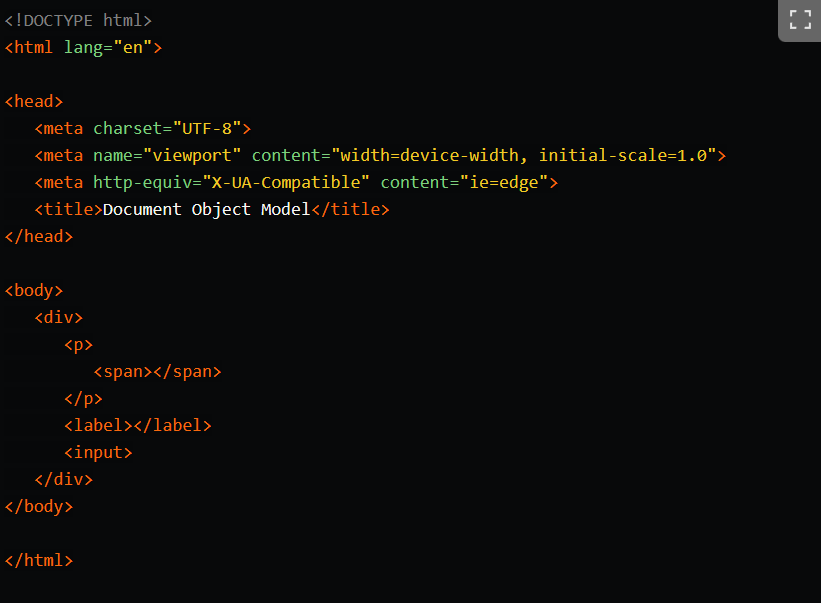 <!DOCTYPE html>
<html lang="en">
<head>
<meta charset="UTF-8">
<meta name="viewport" content="width=device-width, initial-scale=1.0">
<meta http-equiv="X-UA-Compatible" content="ie=edge">
<title>Document Object Model</title>
</head>
<body>
<div>
<p>
<span></span>
</p>
<label></label>
<input>
</div>
</body>
</html>